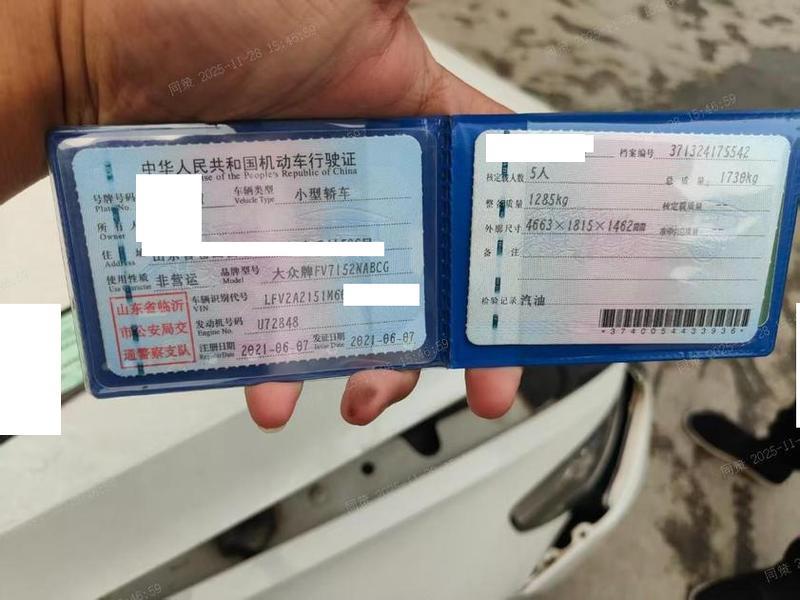 中华人民共和国机动车行驶证
se of the People's Republic of China
号牌号码
Plate No.
车辆类型
Vehicle Type
小型轿车
所有人
Owner
住
Address
使用性质
Use Character
非营运
品牌型号
Model
大众牌FV7152NABCG
山东省临沂
市公安局交
通警察支队
车辆识别代号
VIN
LFV2A2151M6
发动机号码
Engine No.
U72848
注册日期
Register Date
2021-06-07
发证日期
Issue Date
2021-06-07
档案编号
371324175542
核定载人数
5人
总质量
1730kg
整备质量
1285kg
核定载质量
--
外廓尺寸
4663×1815×1462mm
准牵引总质量
--
备注
检验记录
汽油
*3740054433936*
同策 2025-11-28 15:46:59